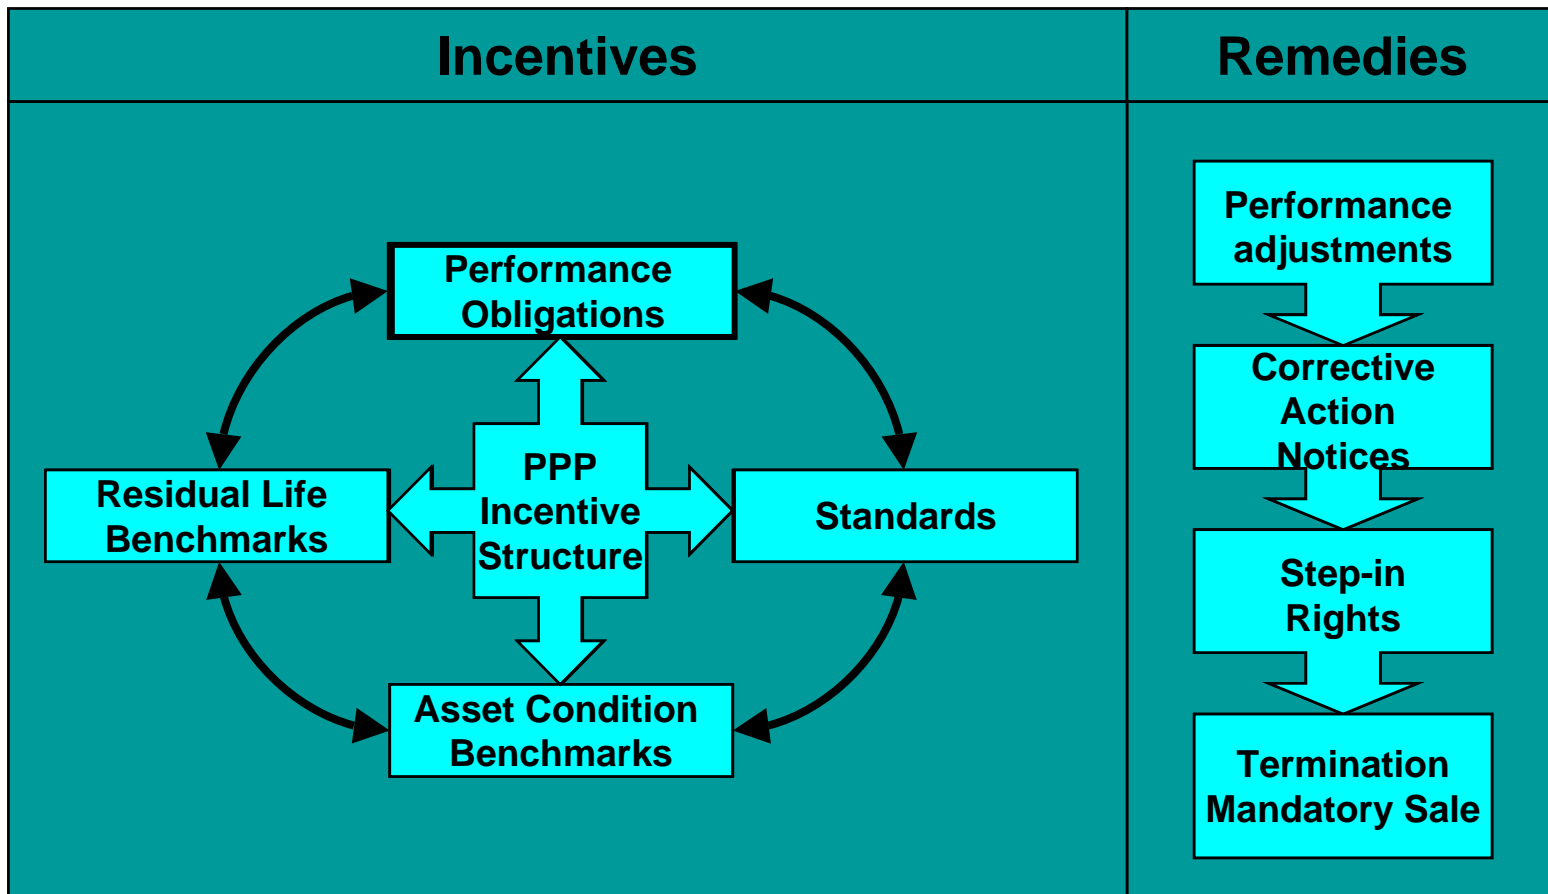 Incentives
Remedies
Performance
Obligations
Residual Life
Benchmarks
PPP
Incentive
Structure
Standards
Asset Condition
Benchmarks
Performance
adjustments
Corrective
Action
Notices
Step-in
Rights
Termination
Mandatory Sale